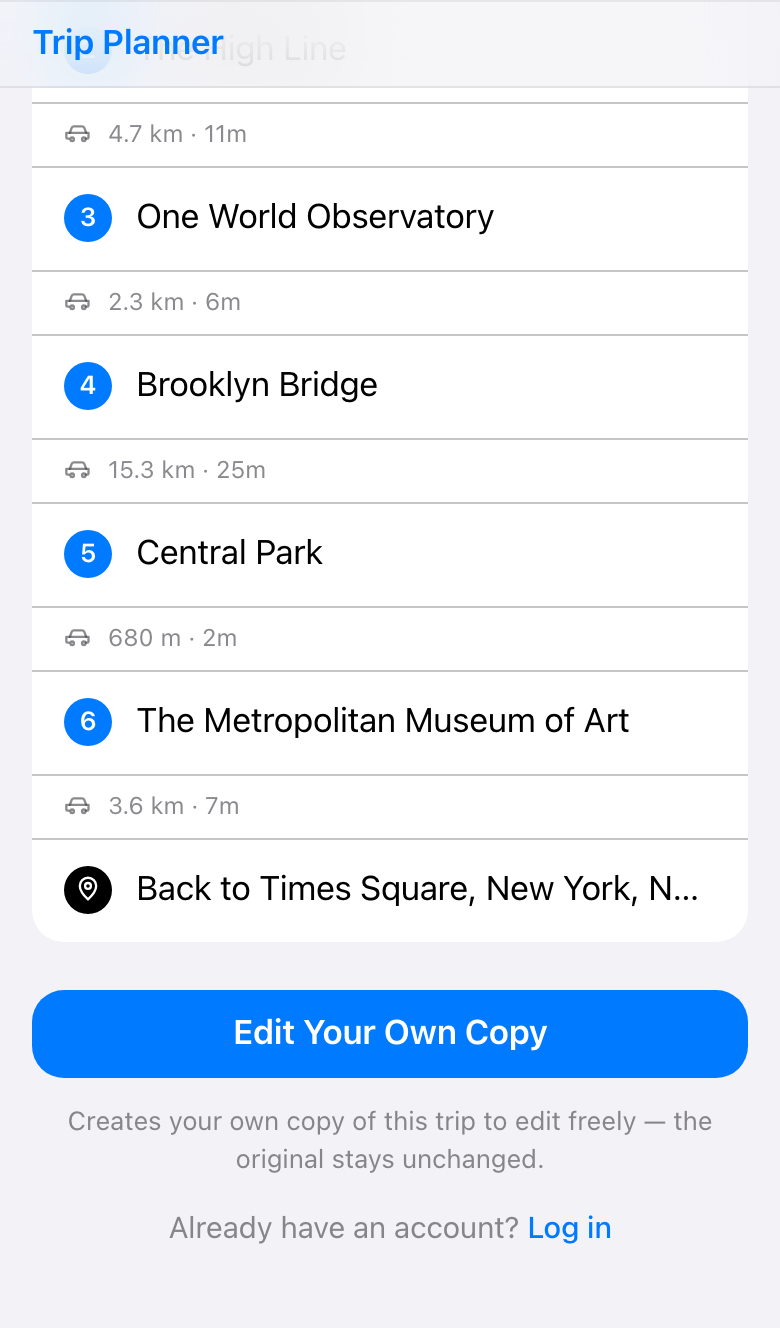 Trip Planner
The High Line
4.7 km · 11m
3 One World Observatory
2.3 km · 6m
4 Brooklyn Bridge
15.3 km · 25m
5 Central Park
680 m · 2m
6 The Metropolitan Museum of Art
3.6 km · 7m
Back to Times Square, New York, N...
Edit Your Own Copy
Creates your own copy of this trip to edit freely — the
original stays unchanged.
Already have an account? Log in